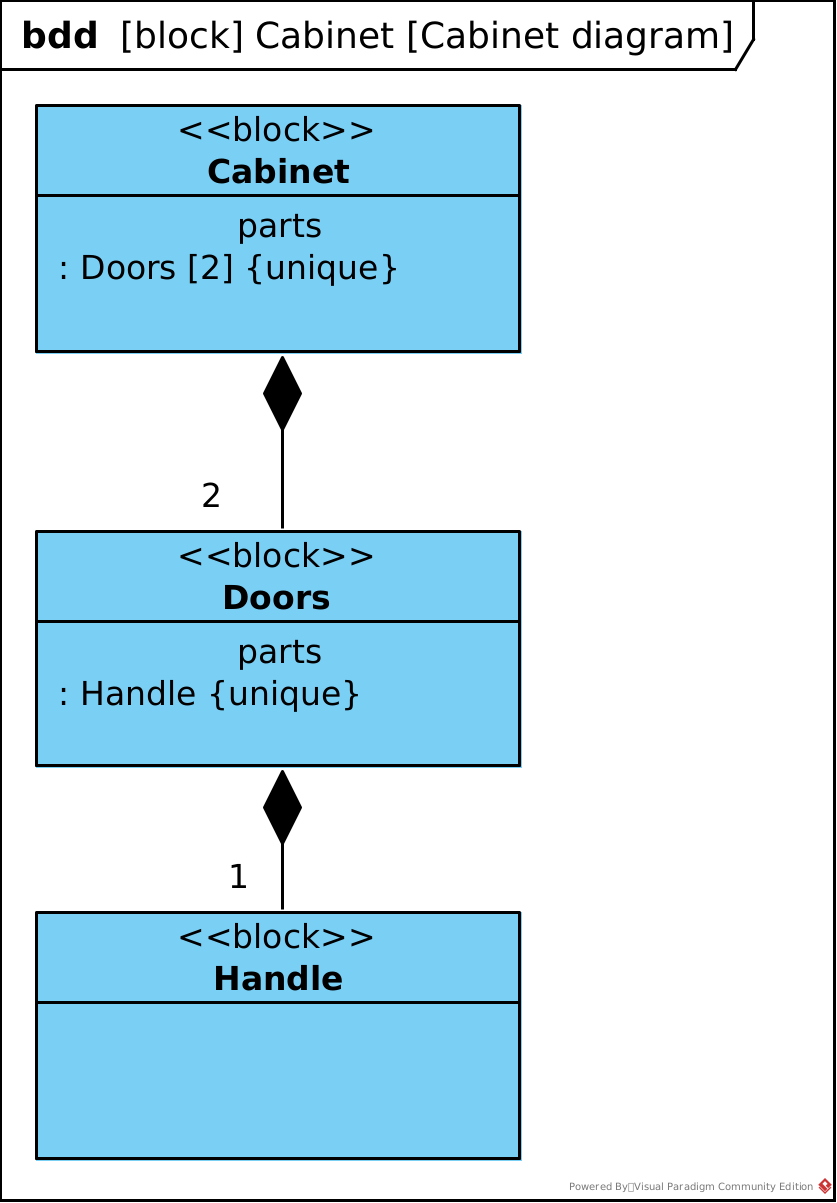 bdd [block] Cabinet [Cabinet diagram]
<<block>>
Cabinet
parts
: Doors [2] {unique}
2
<<block>>
Doors
parts
: Handle {unique}
1
<<block>>
Handle
Powered By Visual Paradigm Community Edition